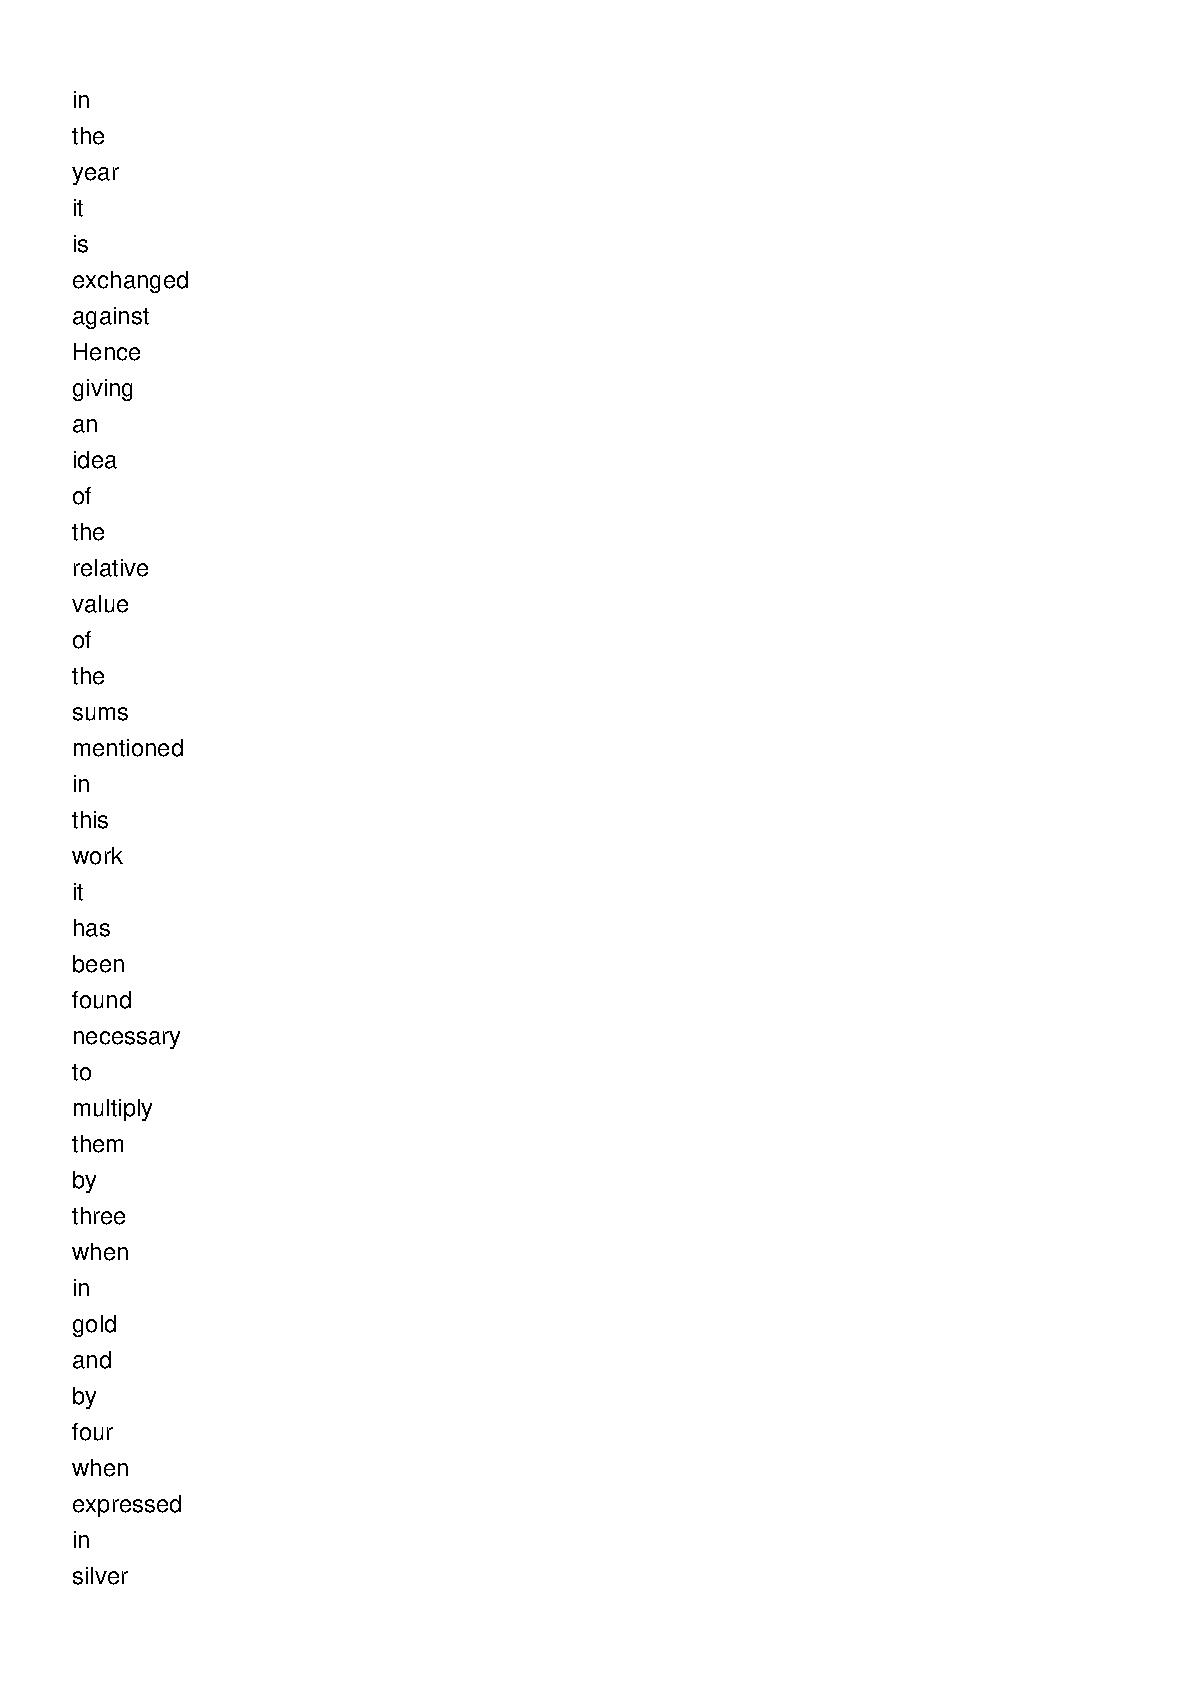 in
the
year
it
is
exchanged
against
Hence
giving
an
idea
of
the
relative
value
of
the
sums
mentioned
in
this
work
it
has
been
found
necessary
to
multiply
them
by
three
when
in
gold
and
by
four
when
expressed
in
silver